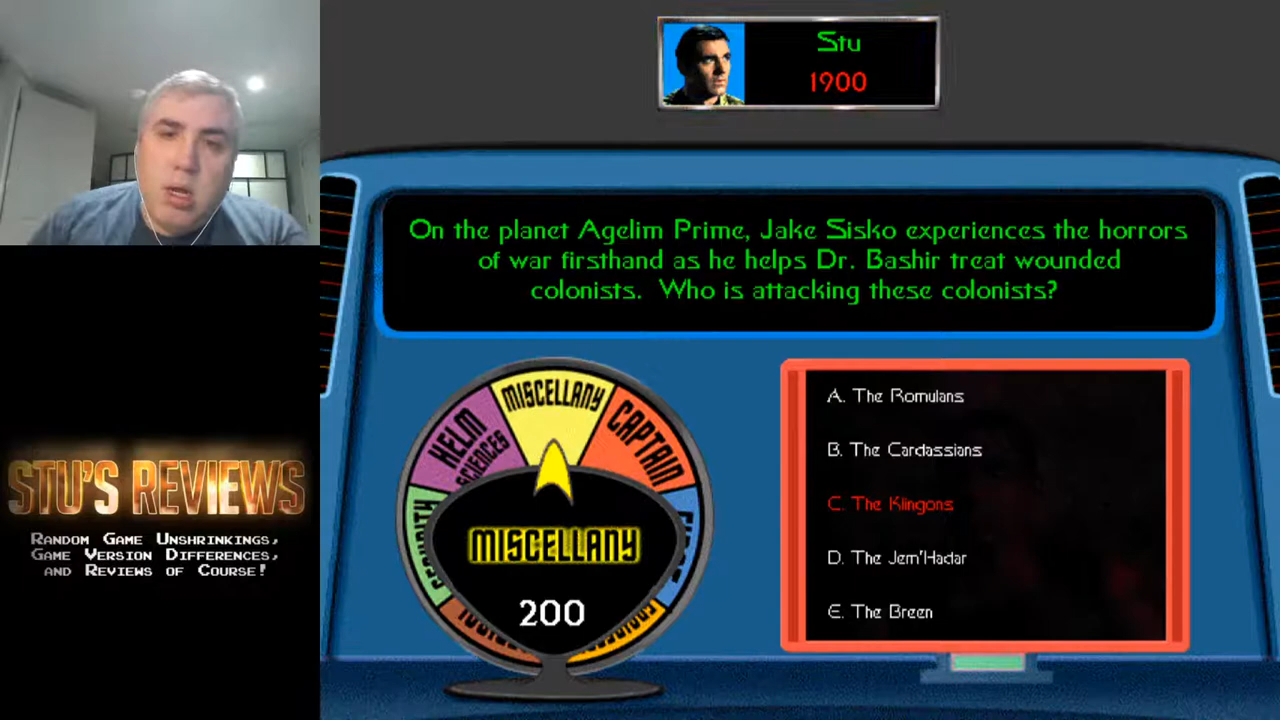 Stu
1900
On the planet Agelim Prime, Jake Sisko experiences the horrors
of war firsthand as he helps Dr. Bashir treat wounded
colonists. Who is attacking these colonists?
HELM
SCIENCES
MISCELLANY
CAPTAIN
MISCELLANY
200
A. The Romulans
B. The Cardassians
C. The Klingons
D. The Jem'Hadar
E. The Breen
STU'S REVIEWS
RANDOM GAME UNSHRINKINGS,
GAME VERSION DIFFERENCES,
AND REVIEWS OF COURSE!